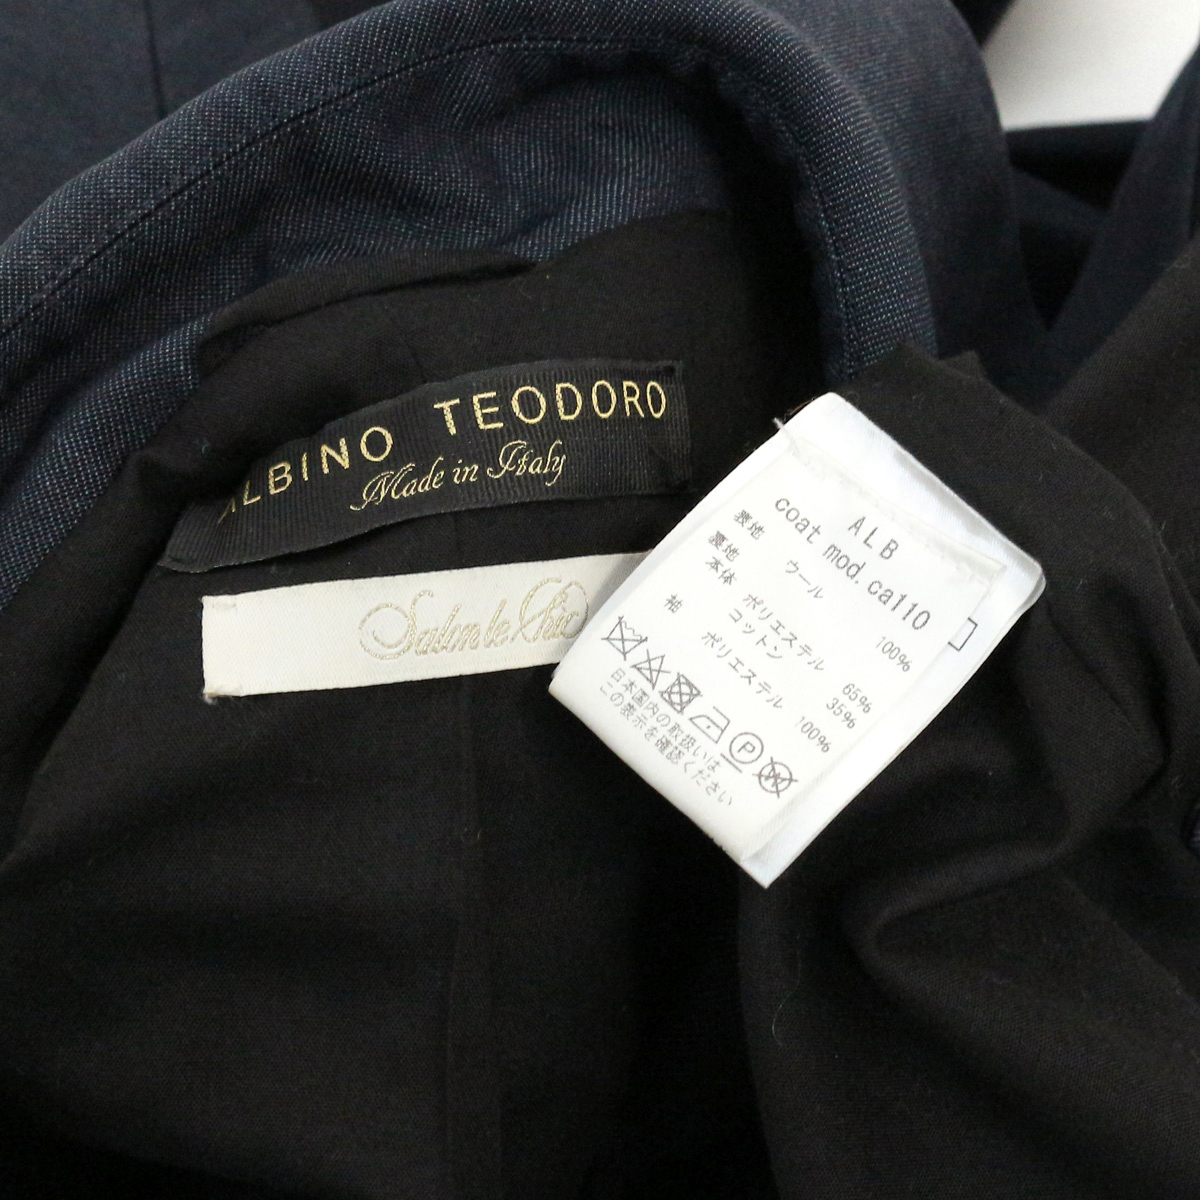 ALBINO TEODORO
Made in Italy
Salon le Chic
ALB
coat mod.ca110
表地 ウール 100%
裏地
本体 ポリエステル 65%
コットン 35%
袖 ポリエステル 100%
P
W
日本国内の取扱いは
この表示を確認ください